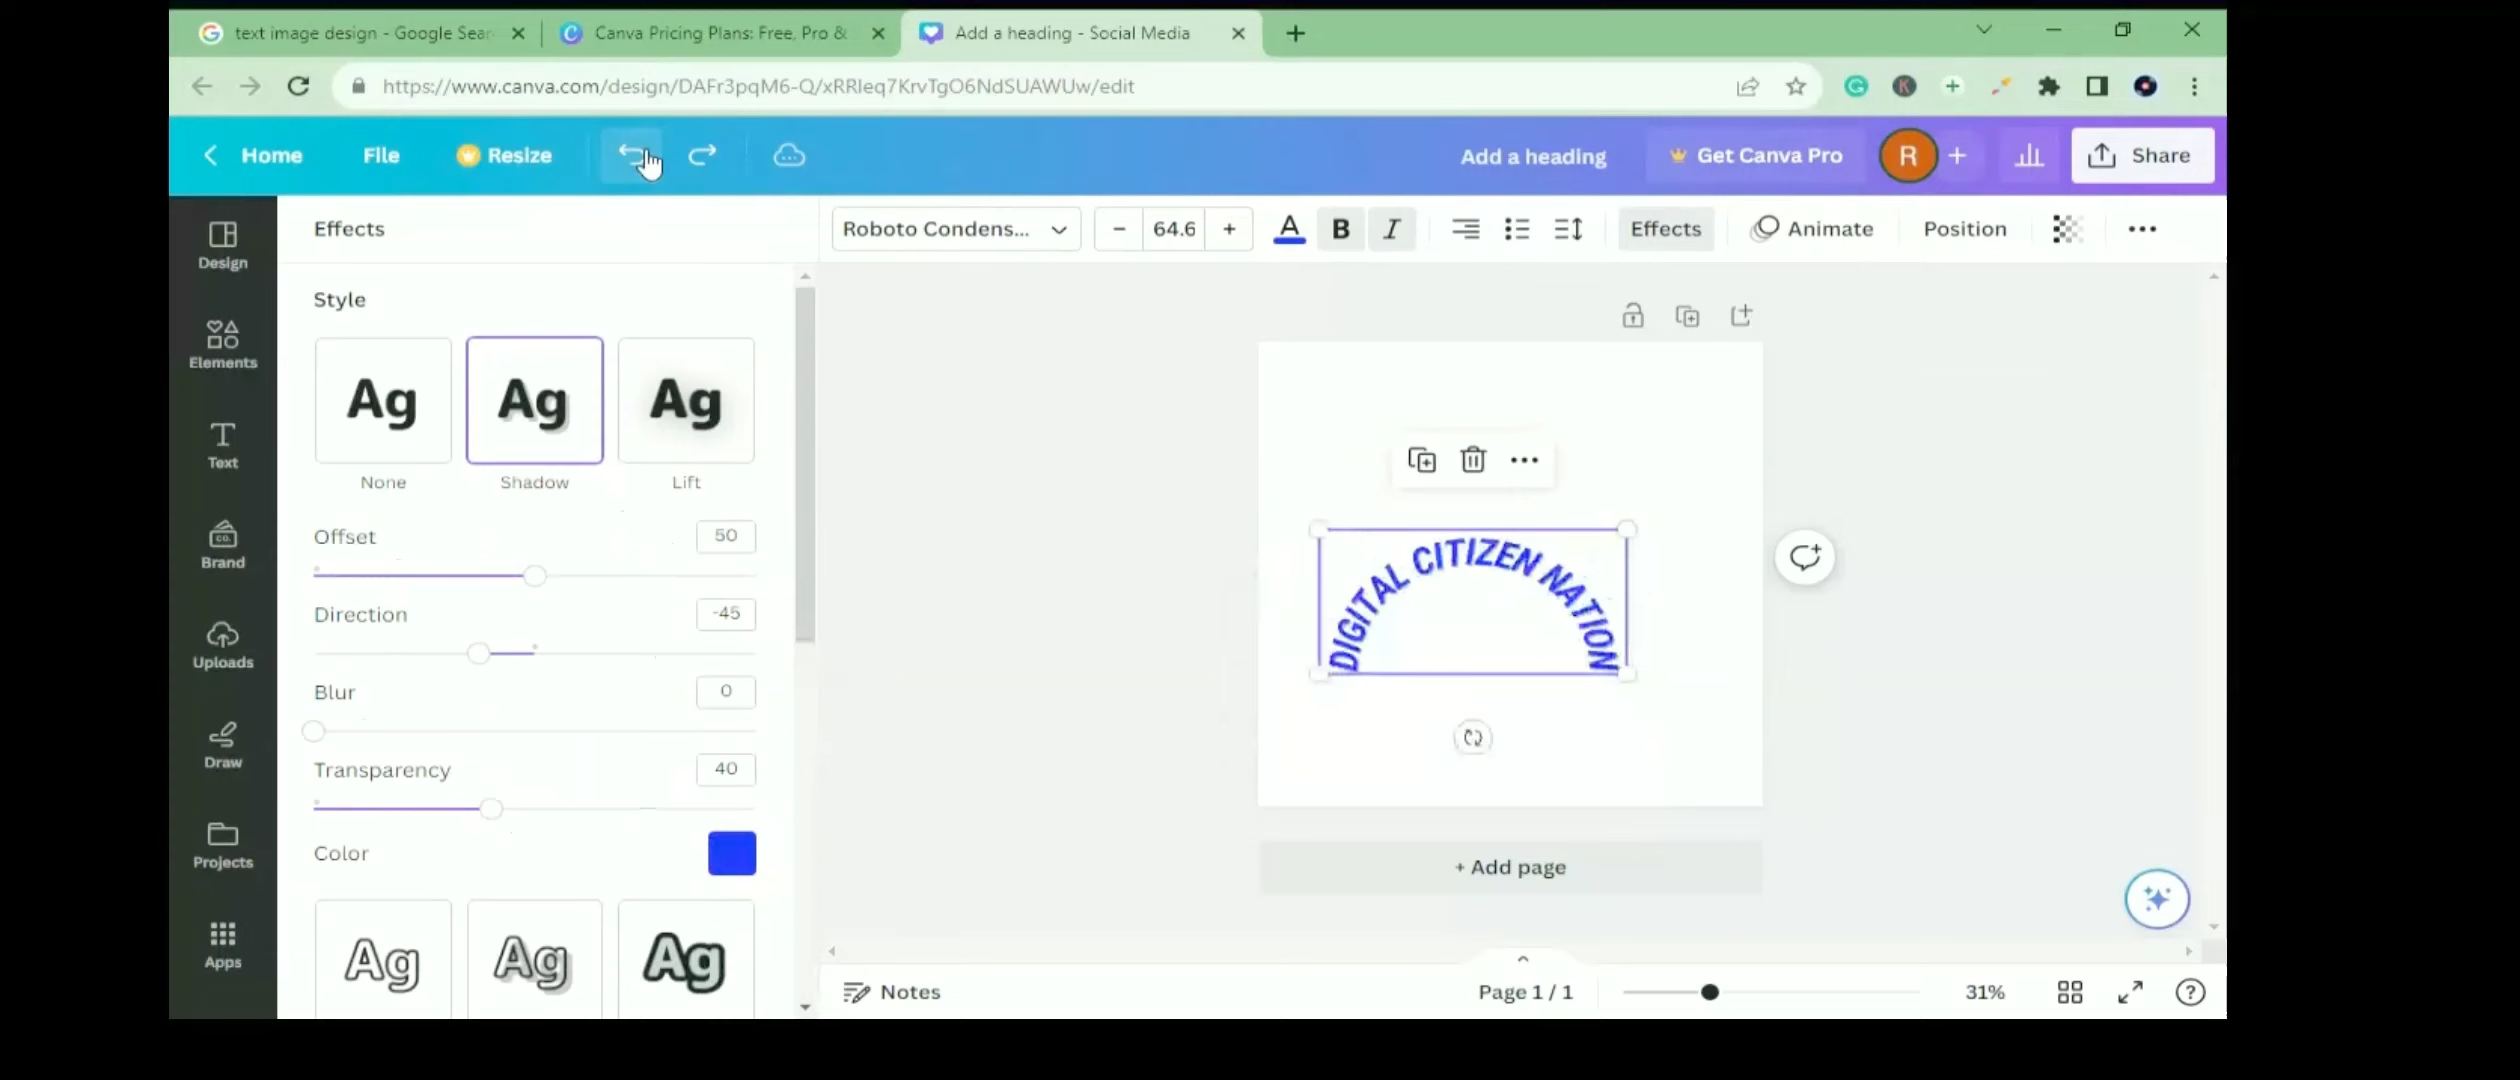 text image design - Google Sear
Canva Pricing Plans: Free, Pro &
Add a heading - Social Media
https://www.canva.com/design/DAFr3pqM6-Q/xRRleq7KrvTgO6NdSUAWUw/edit
Home
File
Resize
Add a heading
Get Canva Pro
R
Share
Design
Elements
Text
CO.
Brand
Uploads
Draw
Projects
Apps
Effects
Roboto Condens...
64.6
A
B
I
Effects
Animate
Position
Style
Ag
Ag
Ag
None
Shadow
Lift
Offset
50
Direction
-45
Blur
0
Transparency
40
Color
Ag
Ag
Ag
DIGITAL CITIZEN NATION
+ Add page
Notes
Page 1 / 1
31%